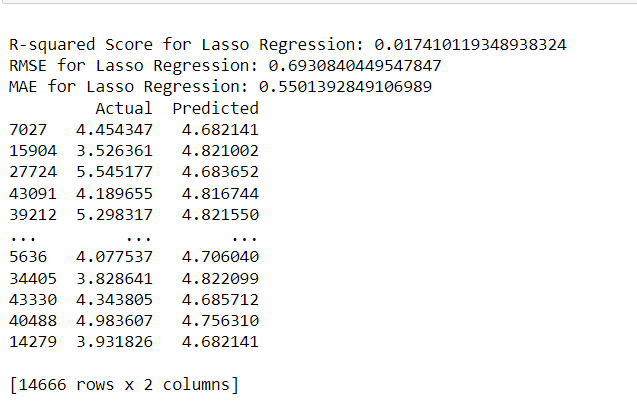 R-squared Score for Lasso Regression: 0.017410119348938324
RMSE for Lasso Regression: 0.6930840449547847
MAE for Lasso Regression: 0.5501392849106989
Actual Predicted
7027 4.454347 4.682141
15904 3.526361 4.821002
27724 5.545177 4.683652
43091 4.189655 4.816744
39212 5.298317 4.821550
... ... ...
5636 4.077537 4.706040
34405 3.828641 4.822099
43330 4.343805 4.685712
40488 4.983607 4.756310
14279 3.931826 4.682141
[14666 rows x 2 columns]